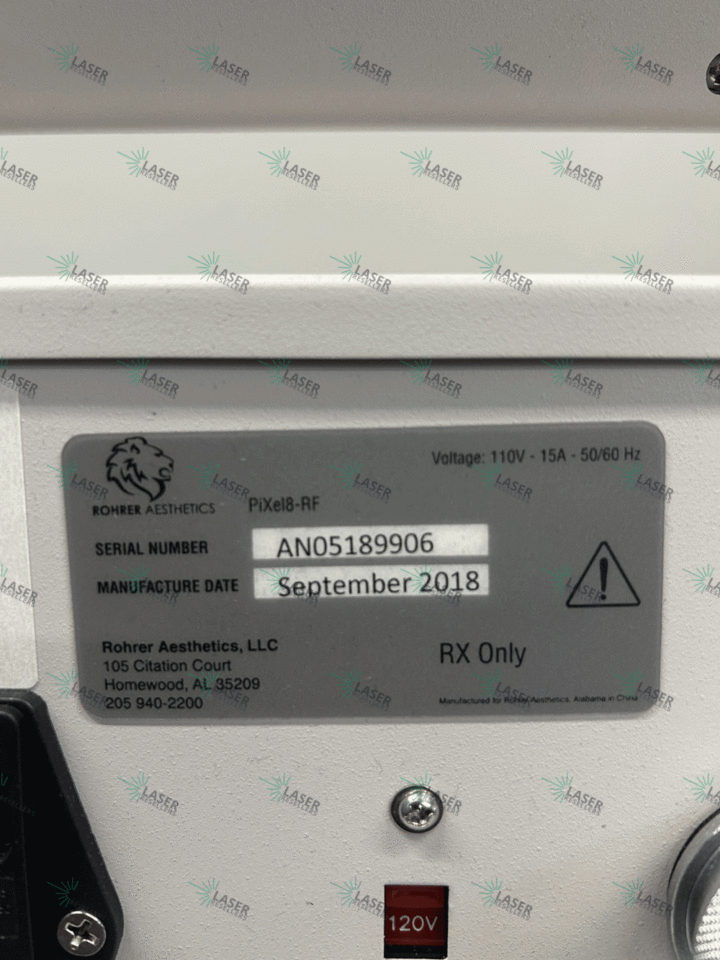 LASER RESELLERS
ROHRER AESTHETICS
Voltage: 110V - 15A - 50/60 Hz
PiXel8-RF
SERIAL NUMBER AN05189906
MANUFACTURE DATE September 2018
Rohrer Aesthetics, LLC
105 Citation Court
Homewood, AL 35209
205 940-2200
RX Only
Manufactured for Rohrer Aesthetics, Alabama in China
120V